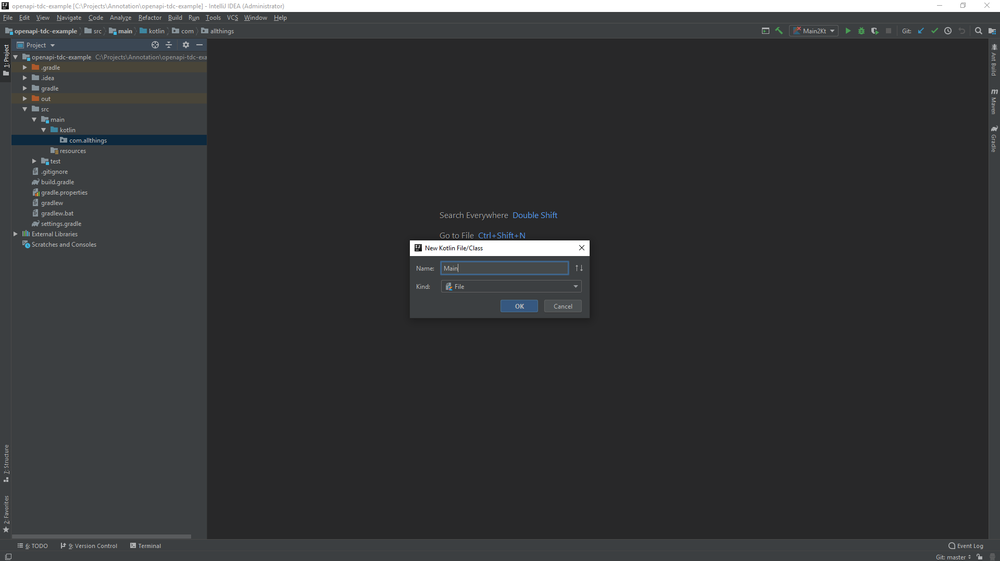 openapi-tdc-example [C:\Projects\Annotation\openapi-tdc-example] - IntelliJ IDEA (Administrator)
File Edit View Navigate Code Analyze Refactor Build Run Tools VCS Window Help
openapi-tdc-example src main kotlin com allthings Main2Kt Git:
Project
1: Project
openapi-tdc-example C:\Projects\Annotation\openapi-tdc-exa
.gradle
.idea
gradle
out
src
main
kotlin
com.allthings
resources
test
.gitignore
build.gradle
gradle.properties
gradlew
gradlew.bat
settings.gradle
External Libraries
Scratches and Consoles
Search Everywhere Double Shift
Go to File Ctrl+Shift+N
New Kotlin File/Class
Name: Main
Kind: File
OK Cancel
Ant Build
Maven
Gradle
7: Structure
2: Favorites
6: TODO 9: Version Control Terminal Event Log
Git: master